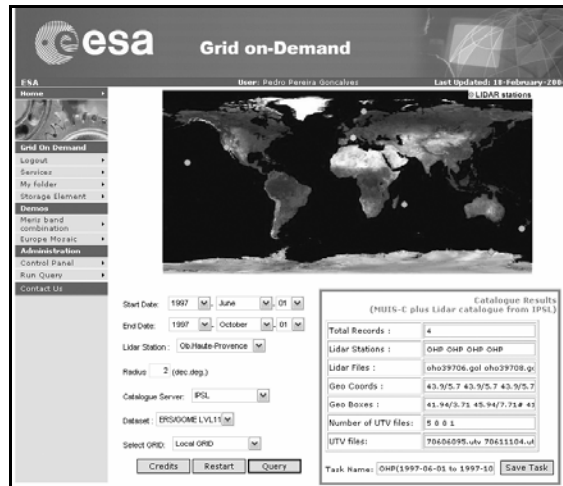 esa
Grid on-Demand
ESA
User: Pedro Pereira Goncalves
Last Updated: 18-February-200
Home
LIDAR stations
Grid On Demand
Logout
Services
My folder
Storage Element
Demos
Meris band combination
Europe Mosaic
Administration
Control Panel
Run Query
Contact Us
Start Date: 1997 - June - 01
End Date: 1997 - October - 01
Lidar Station : Ob.Haute-Provence
Radius 2 (dec.deg.)
Catalogue Server: IPSL
Dataset : ERS/GOME LVL11
Select GRID: Local GRID
Credits Restart Query
Catalogue Results
(MUIS-C plus Lidar catalogue from IPSL)
Total Records : 4
Lidar Stations : OHP OHP OHP OHP
Lidar Files : oho39706.gol oho39708.go
Geo Coords : 43.9/5.7 43.9/5.7 43.9/5.7
Geo Boxes : 41.94/3.71 45.94/7.71# 41
Number of UTV files: 5 8 0 1
UTV files: 70606095.utv 70611104.ut
Task Name: OHP(1997-06-01 to 1997-10 Save Task